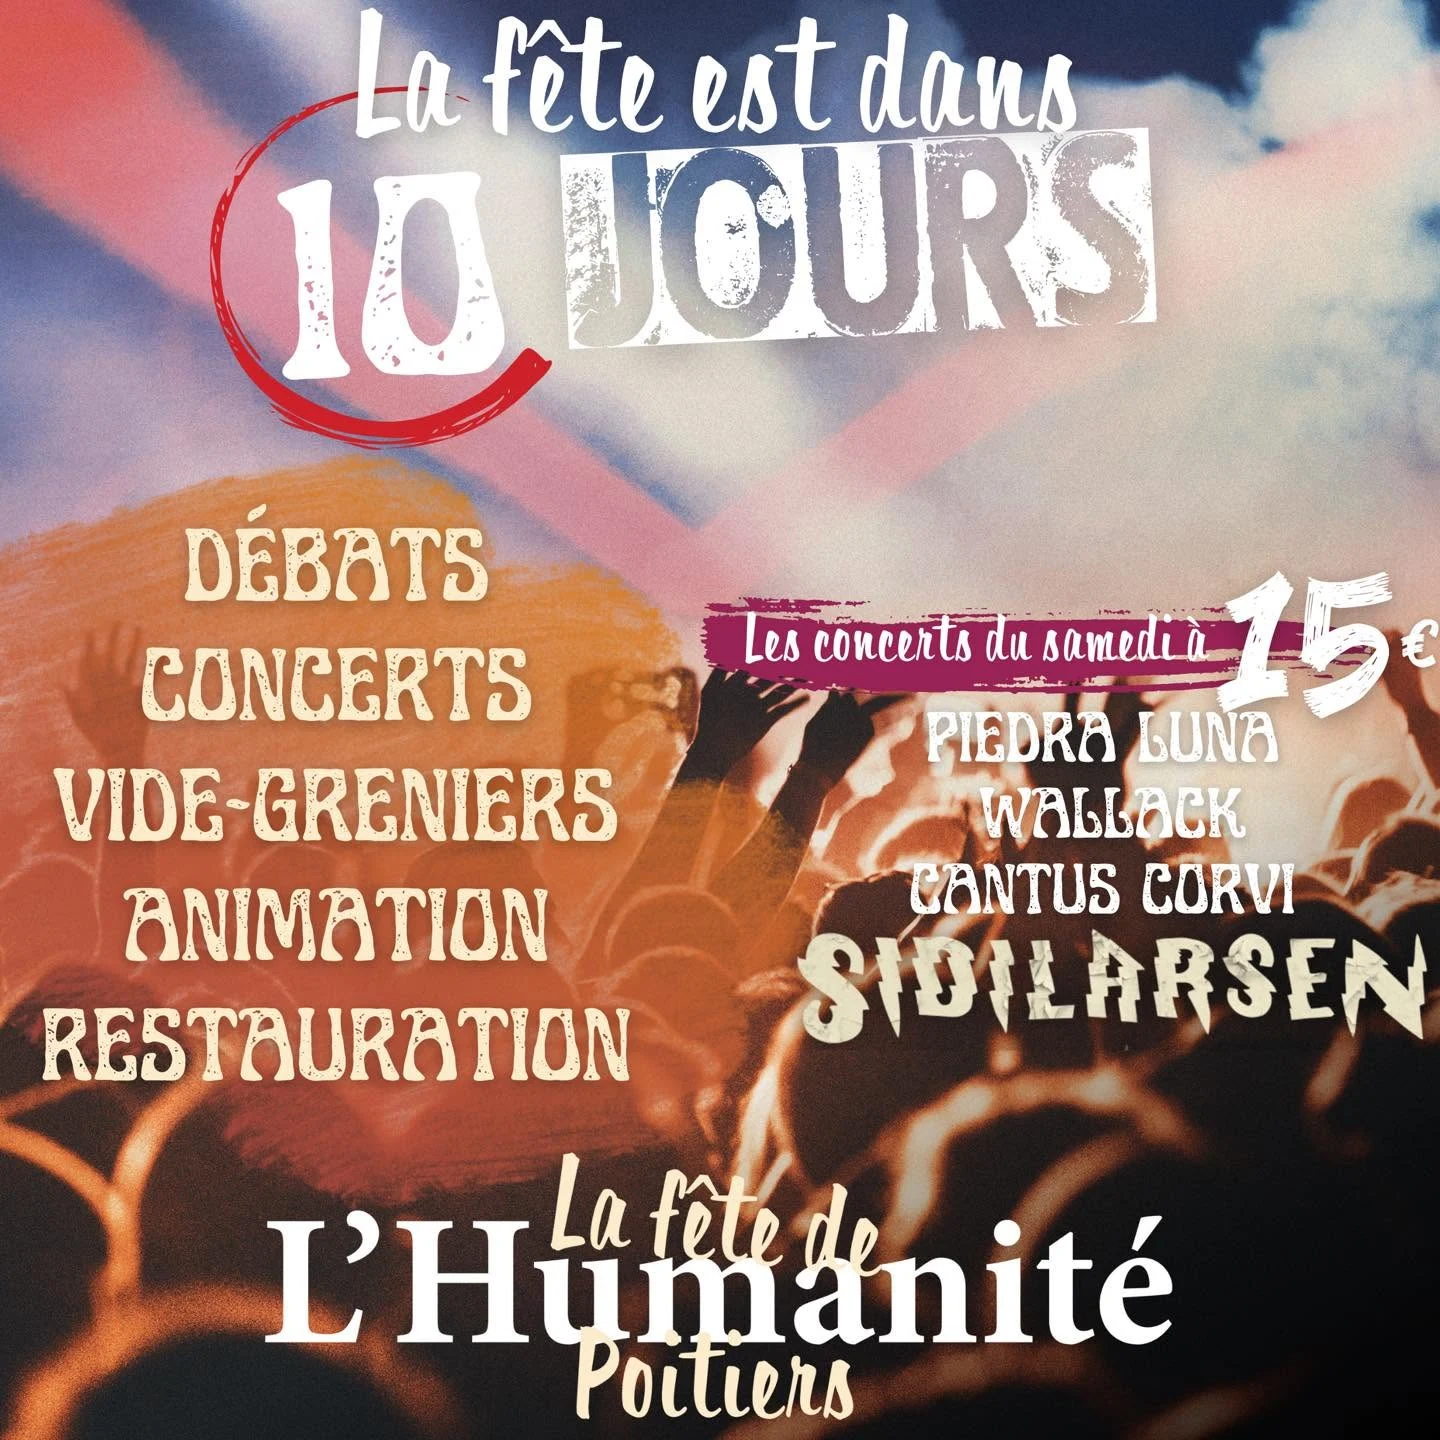 La fête est dans
10 JOURS
DÉBATS
CONCERTS
VIDE-GRENIERS
ANIMATION
RESTAURATION
Les concerts du samedi à 15€
PIEDRA LUNA
WALLACK
CANTUS CORVI
SIDILARSEN
La fête de
L'Humanité
Poitiers